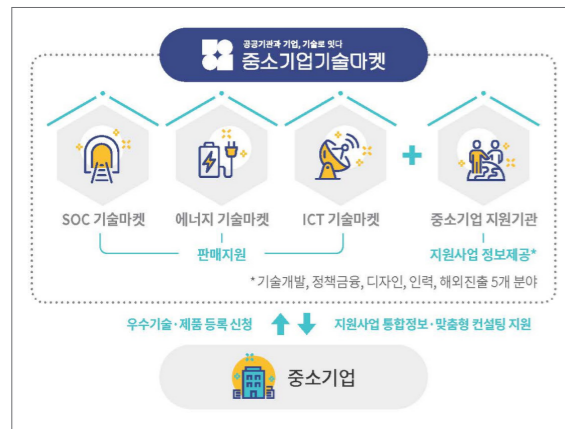 공공기관과 기업, 기술로 잇다
중소기업기술마켓
SOC 기술마켓
에너지 기술마켓
ICT 기술마켓
중소기업 지원기관
판매지원
지원사업 정보제공*
* 기술개발, 정책금융, 디자인, 인력, 해외진출 5개 분야
우수기술·제품 등록 신청
지원사업 통합정보·맞춤형 컨설팅 지원
중소기업